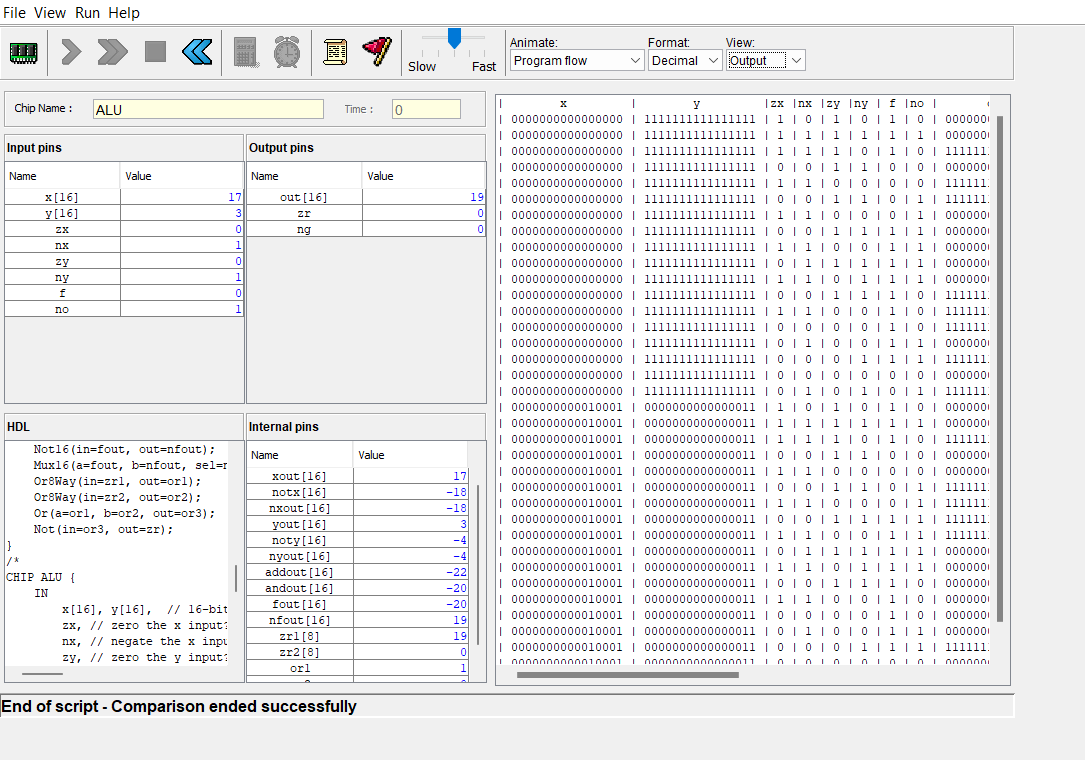 File View Run Help
Animate: Format: View:
Slow Fast Program flow Decimal Output
Chip Name : ALU Time : 0
Input pins
Name Value
x[16] 17
y[16] 3
zx 0
nx 1
zy 0
ny 1
f 0
no 1
Output pins
Name Value
out[16] 19
zr 0
ng 0
HDL
Not16(in=fout, out=nfout);
Mux16(a=fout, b=nfout, sel=
Or8Way(in=zr1, out=or1);
Or8Way(in=zr2, out=or2);
Or(a=or1, b=or2, out=or3);
Not(in=or3, out=zr);
}
/*
CHIP ALU {
IN
x[16], y[16], // 16-bit
zx, // zero the x input?
nx, // negate the x inpu
zy, // zero the y input?
Internal pins
Name Value
xout[16] 17
notx[16] -18
nxout[16] -18
yout[16] 3
noty[16] -4
nyout[16] -4
addout[16] -22
andout[16] -20
fout[16] -20
nfout[16] 19
zr1[8] 19
zr2[8] 0
or1 1
| x | y |zx |nx |zy |ny | f |no |
| 0000000000000000 | 1111111111111111 | 1 | 0 | 1 | 0 | 1 | 0 | 000000
| 0000000000000000 | 1111111111111111 | 1 | 1 | 1 | 1 | 1 | 1 | 000000
| 0000000000000000 | 1111111111111111 | 1 | 1 | 1 | 0 | 1 | 0 | 111111
| 0000000000000000 | 1111111111111111 | 0 | 0 | 1 | 1 | 0 | 0 | 000000
| 0000000000000000 | 1111111111111111 | 1 | 1 | 0 | 0 | 0 | 0 | 111111
| 0000000000000000 | 1111111111111111 | 0 | 0 | 1 | 1 | 0 | 1 | 111111
| 0000000000000000 | 1111111111111111 | 1 | 1 | 0 | 0 | 0 | 1 | 000000
| 0000000000000000 | 1111111111111111 | 0 | 0 | 1 | 1 | 1 | 1 | 000000
| 0000000000000000 | 1111111111111111 | 1 | 1 | 0 | 0 | 1 | 1 | 000000
| 0000000000000000 | 1111111111111111 | 0 | 1 | 1 | 1 | 1 | 1 | 000000
| 0000000000000000 | 1111111111111111 | 1 | 1 | 0 | 1 | 1 | 1 | 000000
| 0000000000000000 | 1111111111111111 | 0 | 0 | 1 | 1 | 1 | 0 | 111111
| 0000000000000000 | 1111111111111111 | 1 | 1 | 0 | 0 | 1 | 0 | 111111
| 0000000000000000 | 1111111111111111 | 0 | 0 | 0 | 0 | 1 | 0 | 111111
| 0000000000000000 | 1111111111111111 | 0 | 1 | 0 | 0 | 1 | 1 | 000000
| 0000000000000000 | 1111111111111111 | 0 | 0 | 0 | 1 | 1 | 1 | 111111
| 0000000000000000 | 1111111111111111 | 0 | 0 | 0 | 0 | 0 | 0 | 000000
| 0000000000000000 | 1111111111111111 | 0 | 1 | 0 | 1 | 0 | 1 | 111111
| 0000000000010001 | 0000000000000011 | 1 | 0 | 1 | 0 | 1 | 0 | 000000
| 0000000000010001 | 0000000000000011 | 1 | 1 | 1 | 1 | 1 | 1 | 000000
| 0000000000010001 | 0000000000000011 | 1 | 1 | 1 | 0 | 1 | 0 | 111111
| 0000000000010001 | 0000000000000011 | 0 | 0 | 1 | 1 | 0 | 0 | 000000
| 0000000000010001 | 0000000000000011 | 1 | 1 | 0 | 0 | 0 | 0 | 000000
| 0000000000010001 | 0000000000000011 | 0 | 0 | 1 | 1 | 0 | 1 | 111111
| 0000000000010001 | 0000000000000011 | 1 | 1 | 0 | 0 | 0 | 1 | 111111
| 0000000000010001 | 0000000000000011 | 0 | 0 | 1 | 1 | 1 | 1 | 111111
| 0000000000010001 | 0000000000000011 | 1 | 1 | 0 | 0 | 1 | 1 | 111111
| 0000000000010001 | 0000000000000011 | 0 | 1 | 1 | 1 | 1 | 1 | 000000
| 0000000000010001 | 0000000000000011 | 1 | 1 | 0 | 1 | 1 | 1 | 000000
| 0000000000010001 | 0000000000000011 | 0 | 0 | 1 | 1 | 1 | 0 | 000000
| 0000000000010001 | 0000000000000011 | 1 | 1 | 0 | 0 | 1 | 0 | 000000
| 0000000000010001 | 0000000000000011 | 0 | 0 | 0 | 0 | 1 | 0 | 000000
| 0000000000010001 | 0000000000000011 | 0 | 1 | 0 | 0 | 1 | 1 | 000000
| 0000000000010001 | 0000000000000011 | 0 | 0 | 0 | 1 | 1 | 1 | 111111
| 0000000000010001 | 0000000000000011 | 0 | 0 | 0 | 0 | 0 | 0 | 000000
End of script - Comparison ended successfully